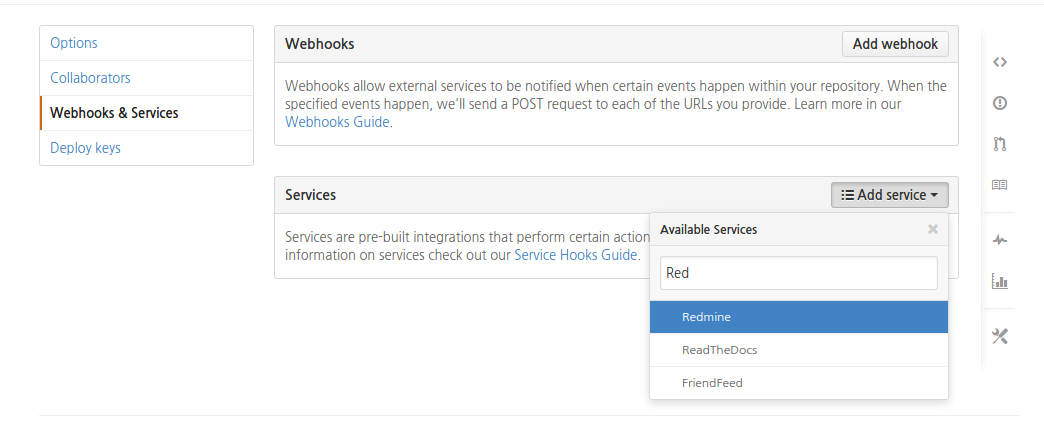 Options
Collaborators
Webhooks & Services
Deploy keys
Webhooks
Add webhook
Webhooks allow external services to be notified when certain events happen within your repository. When the
specified events happen, we'll send a POST request to each of the URLs you provide. Learn more in our
Webhooks Guide.
Services
Add service
Services are pre-built integrations that perform certain action
information on services check out our Service Hooks Guide.
Available Services
Red
Redmine
ReadTheDocs
FriendFeed